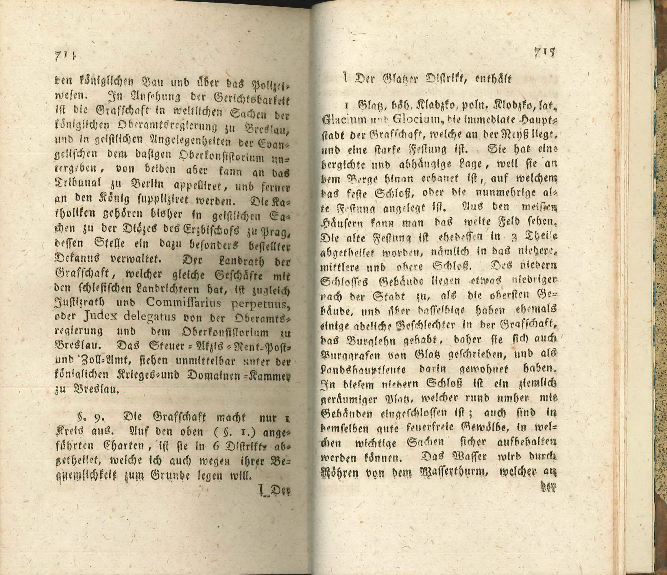 714
den königlichen Bau und über das Polizei-
wesen. In Ansehung der Gerichtsbarkeit
ist die Grafschaft in weltlichen Sachen der
königlichen Oberamtsregierung zu Breslau,
und in geistlichen Angelegenheiten der Evan-
gelischen dem dasigen Oberkonsistorium un-
tergeben, von beiden aber kann an das
Tribunal zu Berlin appelliret, und ferner
an den König suppliziret werden. Die Ka-
tholiken gehören bisher in geistlichen Sa-
chen zu der Diözes des Erzbischofs zu Prag,
dessen Stelle ein dazu besonders bestellter
Dekanus verwaltet. Der Landrath der
Grafschaft, welcher gleiche Geschäfte mit
den schlesischen Landrichtern hat, ist zugleich
Justizrath und Commissarius perpetuus,
oder Judex delegatus von der Oberamts-
regierung und dem Oberkonsistorium zu
Breslau. Das Steuer-Akzis-Rent-Post-
und Zoll-Amt, stehen unmittelbar unter der
königlichen Krieges-und Domainen-Kammer
zu Breslau.
§. 9. Die Grafschaft macht nur 1
Kreis aus. Auf den oben (§. 1.) ange-
führten Charten, ist sie in 6 Distrikte ab-
getheilet, welche ich auch wegen ihrer Be-
quemlichkeit zum Grunde legen will.
I Der
715
I Der Glatzer Distrikt, enthält
1 Glatz, böh. Kladzko, poln. Klodzko, lat.
Glacium und Glocium, die immediate Haupt-
stadt der Grafschaft, welche an der Neyß liegt,
und eine starke Festung ist. Sie hat eine
bergichte und abhängige Lage, weil sie an
dem Berge hinan erbauet ist, auf welchem
das feste Schloß, oder die nunmehrige al-
te Festung angelegt ist. Aus den meisten
Häusern kann man das weite Feld sehen.
Die alte Festung ist ehedessen in 3 Theile
abgetheilet worden, nämlich in das niedere,
mittlere und obere Schloß. Des niedern
Schlosses Gebäude liegen etwas niedriger
nach der Stadt zu, als die obersten Ge-
bäude, und über dasselbige haben ehemals
einige adeliche Geschlechter in der Grafschaft,
das Burglehn gehabt, daher sie sich auch
Burggrafen von Glatz geschrieben, und als
Landshauptleute darin gewohnet haben.
In diesem niedern Schloß ist ein ziemlich
geräumiger Platz, welcher rund umher mit
Gebäuden eingeschlossen ist; auch sind in
demselben gute feuerfreie Gewölbe, in wel-
chen wichtige Sachen sicher aufbehalten
werden können. Das Wasser wird durch
Röhren von dem Wasserthurm, welcher an
der